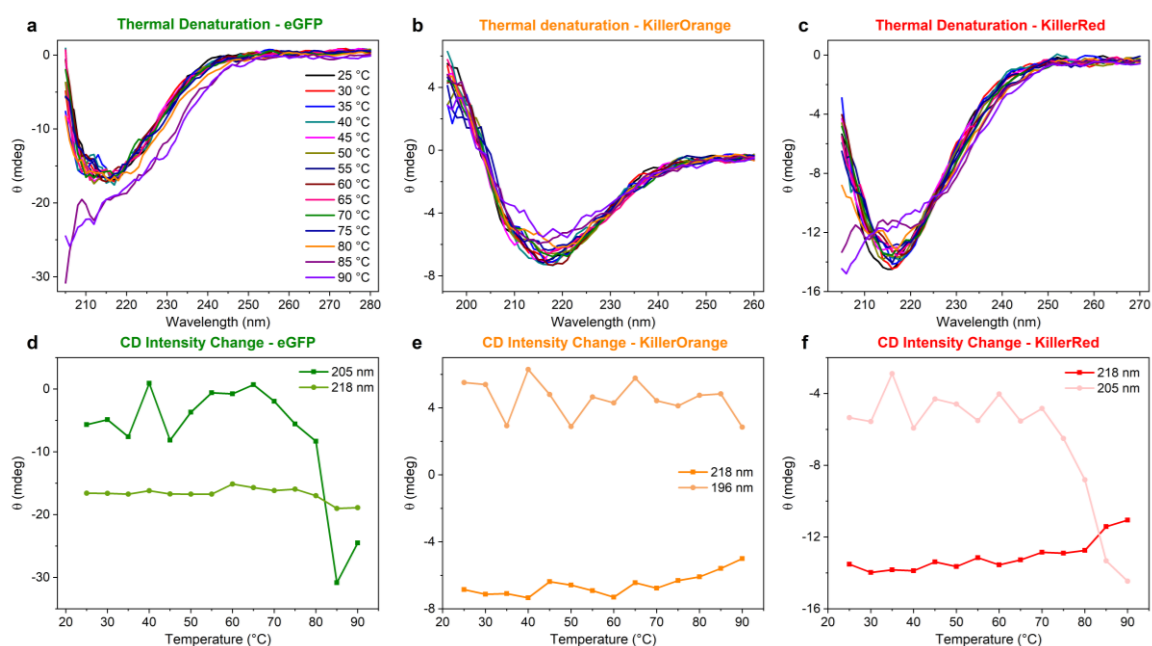 a
Thermal Denaturation - eGFP
0
-10
-20
-30
θ (mdeg)
210 220 230 240 250 260 270 280
Wavelength (nm)
25 °C
30 °C
35 °C
40 °C
45 °C
50 °C
55 °C
60 °C
65 °C
70 °C
75 °C
80 °C
85 °C
90 °C
b
Thermal denaturation - KillerOrange
4
0
-4
-8
θ (mdeg)
200 210 220 230 240 250 260
Wavelength (nm)
c
Thermal Denaturation - KillerRed
0
-4
-8
-12
-16
θ (mdeg)
210 220 230 240 250 260 270
Wavelength (nm)
d
CD Intensity Change - eGFP
205 nm
218 nm
0
-10
-20
-30
θ (mdeg)
20 30 40 50 60 70 80 90
Temperature (°C)
e
CD Intensity Change - KillerOrange
8
4
0
-4
-8
θ (mdeg)
218 nm
196 nm
20 30 40 50 60 70 80 90
Temperature (°C)
f
CD Intensity Change - KillerRed
218 nm
205 nm
-4
-8
-12
-16
θ (mdeg)
20 30 40 50 60 70 80 90
Temperature (°C)